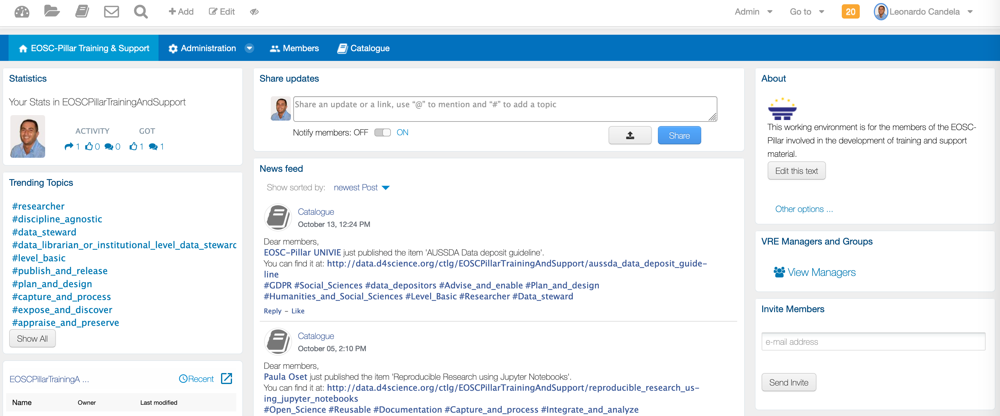 Add Edit Admin Go to 20 Leonardo Candela
EOSC-Pillar Training & Support Administration Members Catalogue
Statistics
Your Stats in EOSCPillarTrainingAndSupport
ACTIVITY GOT
1 0 0 1 1
Trending Topics
#researcher
#discipline_agnostic
#data_steward
#data_librarian_or_institutional_level_data_steward
#level_basic
#publish_and_release
#plan_and_design
#capture_and_process
#expose_and_discover
#appraise_and_preserve
Show All
EOSCPillarTrainingA ... Recent
Name Owner Last modified
Share updates
Share an update or a link, use “@” to mention and “#” to add a topic
Notify members: OFF ON
Share
News feed
Show sorted by: newest Post
Catalogue
October 13, 12:24 PM
Dear members,
EOSC-Pillar UNIVIE just published the item 'AUSSDA Data deposit guideline'.
You can find it at: http://data.d4science.org/ctlg/EOSCPillarTrainingAndSupport/aussda_data_deposit_guide-
line
#GDPR #Social_Sciences #data_depositors #Advise_and_enable #Plan_and_design
#Humanities_and_Social_Sciences #Level_Basic #Researcher #Data_steward
Reply - Like
Catalogue
October 05, 2:10 PM
Dear members,
Paula Oset just published the item 'Reproducible Research using Jupyter Notebooks'.
You can find it at: http://data.d4science.org/ctlg/EOSCPillarTrainingAndSupport/reproducible_research_us-
ing_jupyter_notebooks
#Open_Science #Reusable #Documentation #Capture_and_process #Integrate_and_analyze
About
This working environment is for the members of the EOSC-
Pillar involved in the development of training and support
material.
Edit this text
Other options ...
VRE Managers and Groups
View Managers
Invite Members
e-mail address
Send Invite